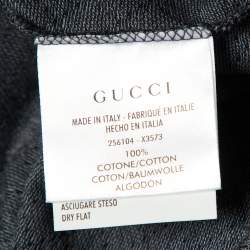 GUCCI
MADE IN ITALY - FABRIQUÉ EN ITALIE
HECHO EN ITALIA
256104 - X3573
100%
COTONE/COTTON
COTON/BAUMWOLLE
ALGODON
ASCIUGARE STESO
DRY FLAT